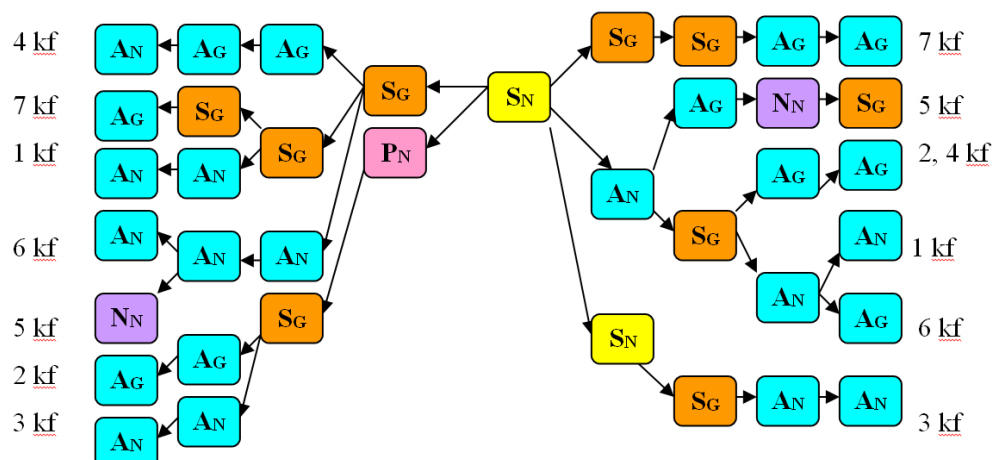 4 kf AN AG AG SG SN SG SG AG AG 7 kf
7 kf AG SG SG PN AG NN SG 5 kf
1 kf AN AN AN AG AG 2, 4 kf
6 kf AN AN AN SG AN AN 1 kf
5 kf NN SG SN AG 6 kf
2 kf AG AG
3 kf AN AN SG AN AN 3 kf